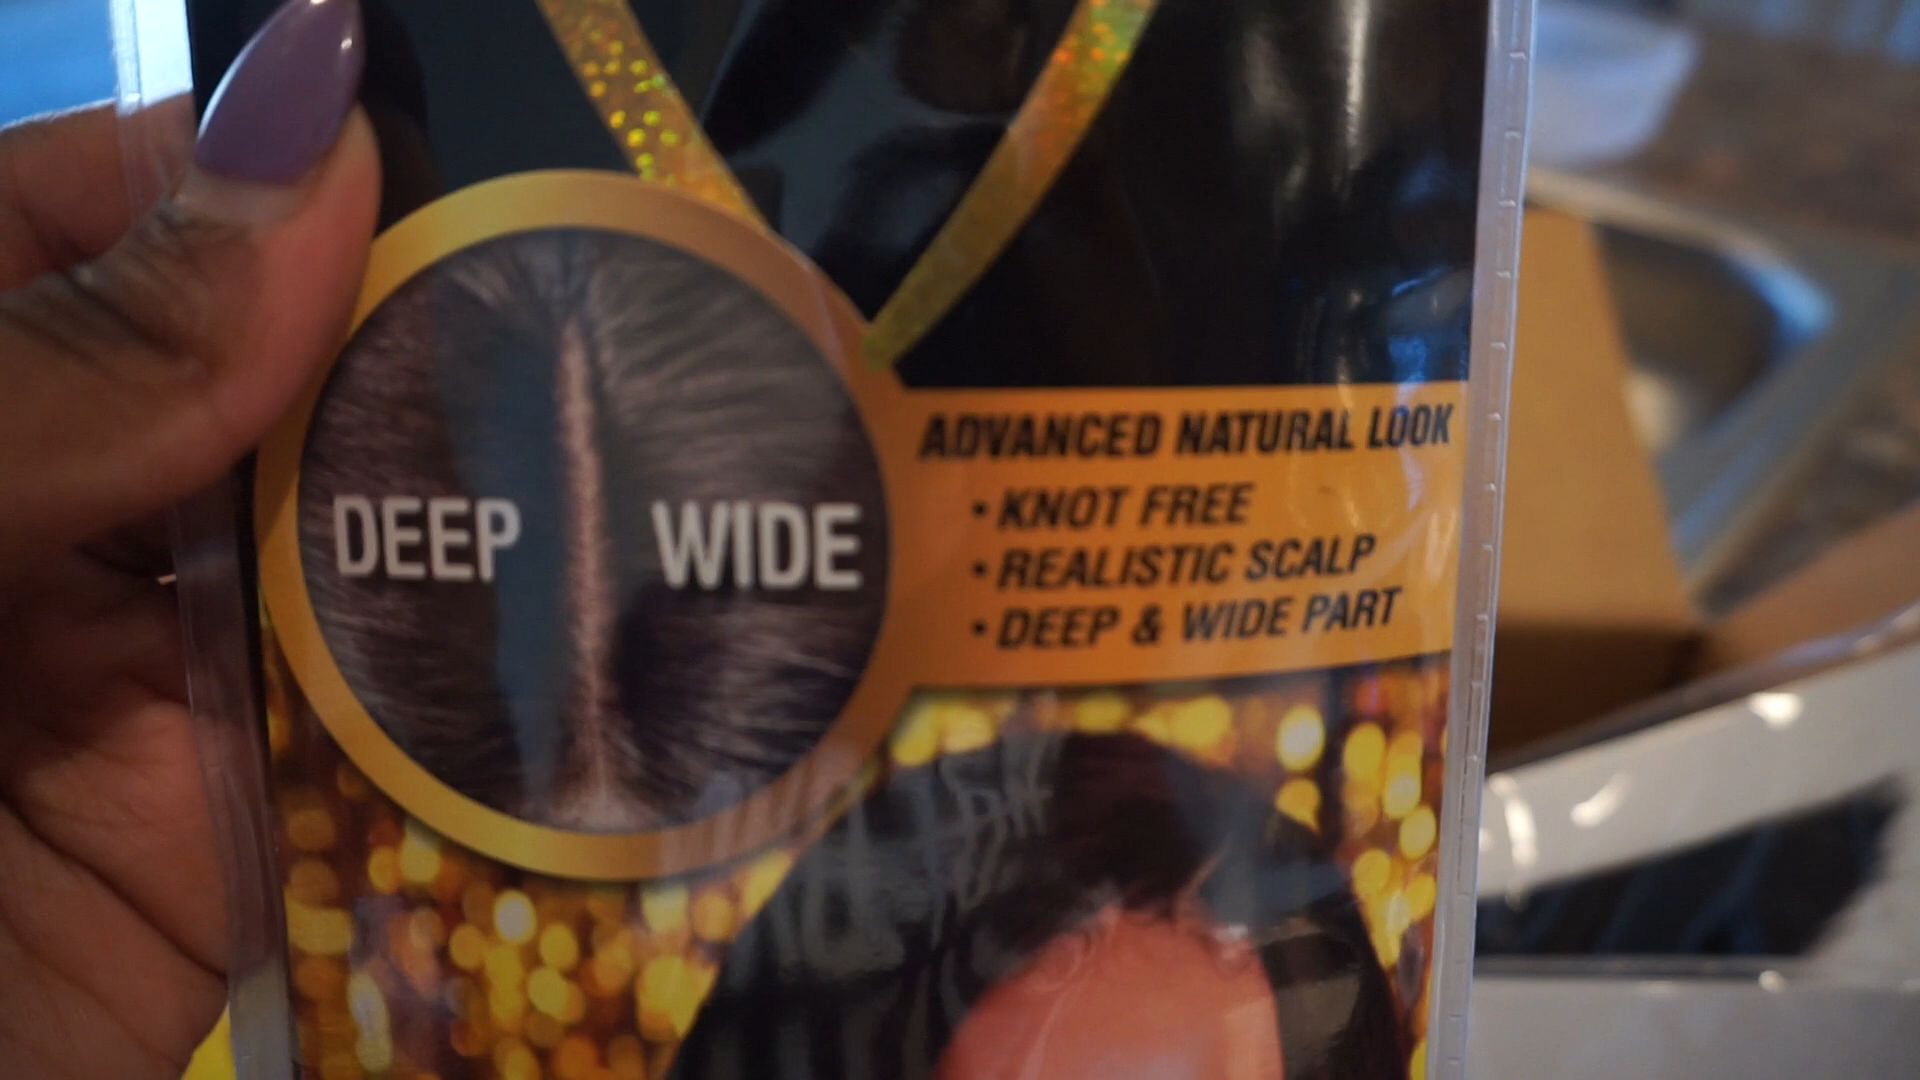 DEEP WIDE
ADVANCED NATURAL LOOK
• KNOT FREE
• REALISTIC SCALP
• DEEP & WIDE PART